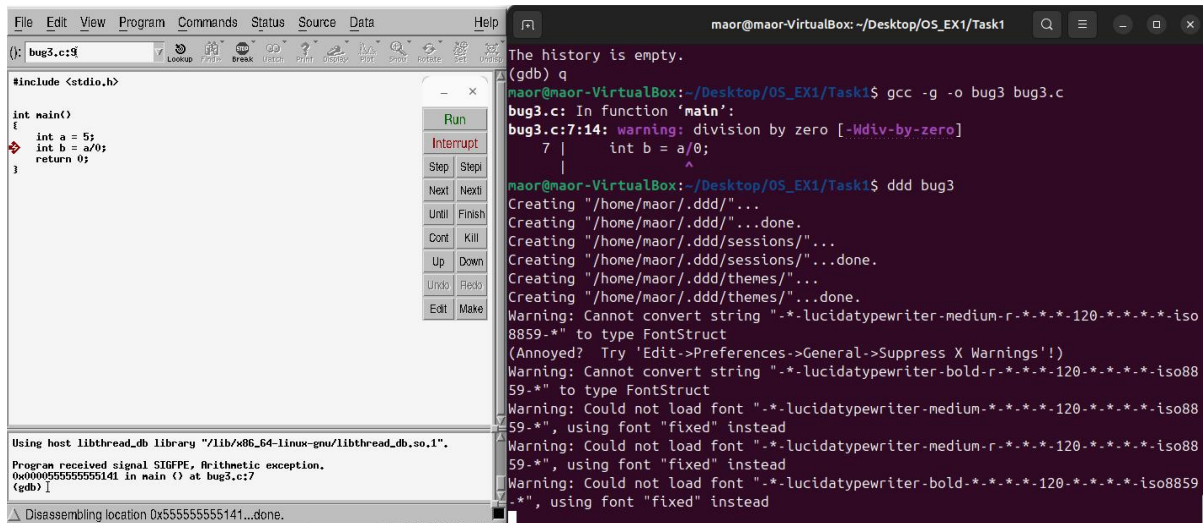 File Edit View Program Commands Status Source Data Help
(): bug3.c:9
Lookup Find» Break Watch Print Display Plot Rotate Set Undisp
#include <stdio.h>
int main()
{
int a = 5;
int b = a/0;
return 0;
}
Run
Interrupt
Step Stepi
Next Nexti
Until Finish
Cont Kill
Up Down
Undo Redo
Edit Make
Using host libthread_db library "/lib/x86_64-linux-gnu/libthread_db.so.1".
Program received signal SIGFPE, Arithmetic exception.
0x0000555555555141 in main () at bug3.c:7
(gdb)
Disassembling location 0x555555555141...done.
maor@maor-VirtualBox: ~/Desktop/OS_EX1/Task1
The history is empty.
(gdb) q
maor@maor-VirtualBox:~/Desktop/OS_EX1/Task1$ gcc -g -o bug3 bug3.c
bug3.c: In function ‘main’:
bug3.c:7:14: warning: division by zero [-Wdiv-by-zero]
7 | int b = a/0;
| ^
maor@maor-VirtualBox:~/Desktop/OS_EX1/Task1$ ddd bug3
Creating "/home/maor/.ddd/"...
Creating "/home/maor/.ddd/"...done.
Creating "/home/maor/.ddd/sessions/"...
Creating "/home/maor/.ddd/sessions/"...done.
Creating "/home/maor/.ddd/themes/"...
Creating "/home/maor/.ddd/themes/"...done.
Warning: Cannot convert string "-*-lucidatypewriter-medium-r-*-*-*-120-*-*-*-*-iso
8859-*" to type FontStruct
(Annoyed? Try 'Edit->Preferences->General->Suppress X Warnings'!)
Warning: Cannot convert string "-*-lucidatypewriter-bold-r-*-*-*-120-*-*-*-*-iso88
59-*" to type FontStruct
Warning: Could not load font "-*-lucidatypewriter-medium-*-*-*-*-120-*-*-*-*-iso88
59-*", using font "fixed" instead
Warning: Could not load font "-*-lucidatypewriter-medium-r-*-*-*-120-*-*-*-*-iso88
59-*", using font "fixed" instead
Warning: Could not load font "-*-lucidatypewriter-bold-*-*-*-*-120-*-*-*-*-iso8859
-*", using font "fixed" instead